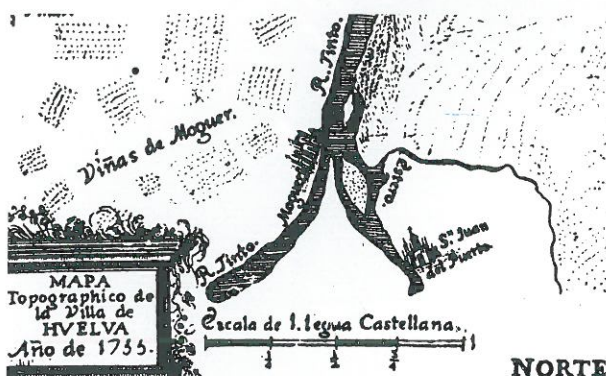 R. Tinto.
Viñas de Moguer.
Moguer
Estero.
Sn. Juan
del Puerto.
R. Tinto.
MAPA
Topographico de
la Villa de
HVELVA
Año de 1755.
Escala de 1. legua Castellana.
NORTE